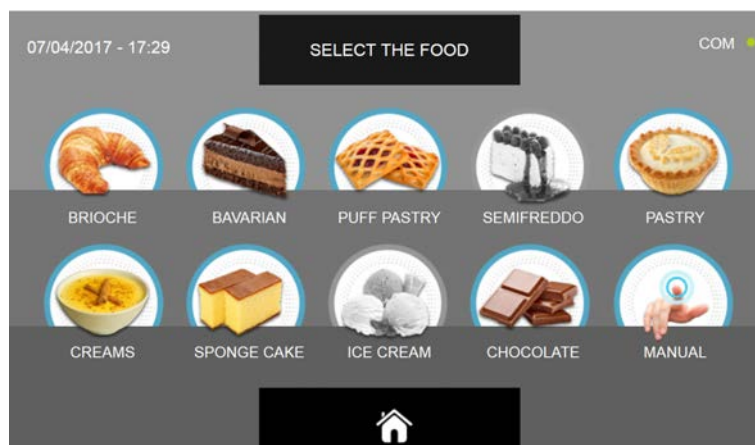 07/04/2017 - 17:29
SELECT THE FOOD
COM
BRIOCHE
BAVARIAN
PUFF PASTRY
SEMIFREDDO
PASTRY
CREAMS
SPONGE CAKE
ICE CREAM
CHOCOLATE
MANUAL